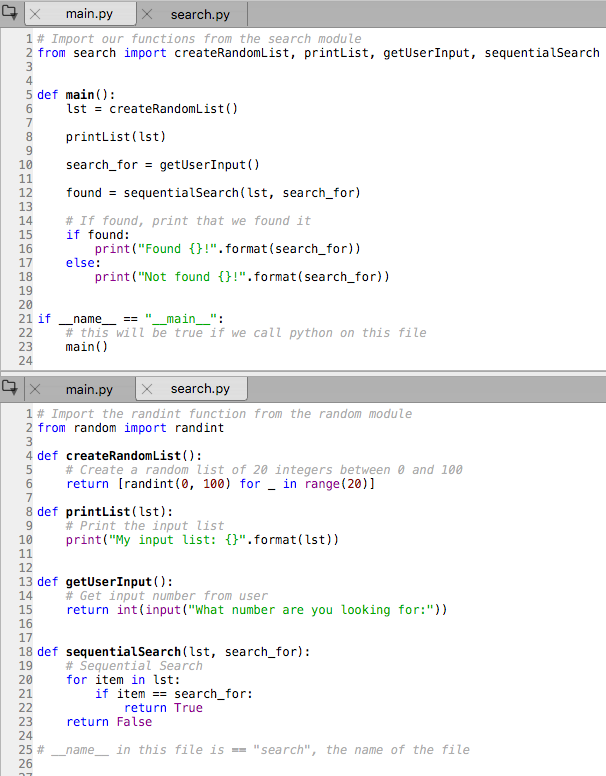 main.py search.py
1 # Import our functions from the search module
2 from search import createRandomList, printList, getUserInput, sequentialSearch
3
4
5 def main():
6     lst = createRandomList()
7
8     printList(lst)
9
10     search_for = getUserInput()
11
12     found = sequentialSearch(lst, search_for)
13
14     # If found, print that we found it
15     if found:
16         print("Found {}!".format(search_for))
17     else:
18         print("Not found {}!".format(search_for))
19
20
21 if __name__ == "__main__":
22     # this will be true if we call python on this file
23     main()
24
main.py search.py
1 # Import the randint function from the random module
2 from random import randint
3
4 def createRandomList():
5     # Create a random list of 20 integers between 0 and 100
6     return [randint(0, 100) for _ in range(20)]
7
8 def printList(lst):
9     # Print the input list
10     print("My input list: {}".format(lst))
11
12
13 def getUserInput():
14     # Get input number from user
15     return int(input("What number are you looking for:"))
16
17
18 def sequentialSearch(lst, search_for):
19     # Sequential Search
20     for item in lst:
21         if item == search_for:
22             return True
23     return False
24
25 # __name__ in this file is == "search", the name of the file
26